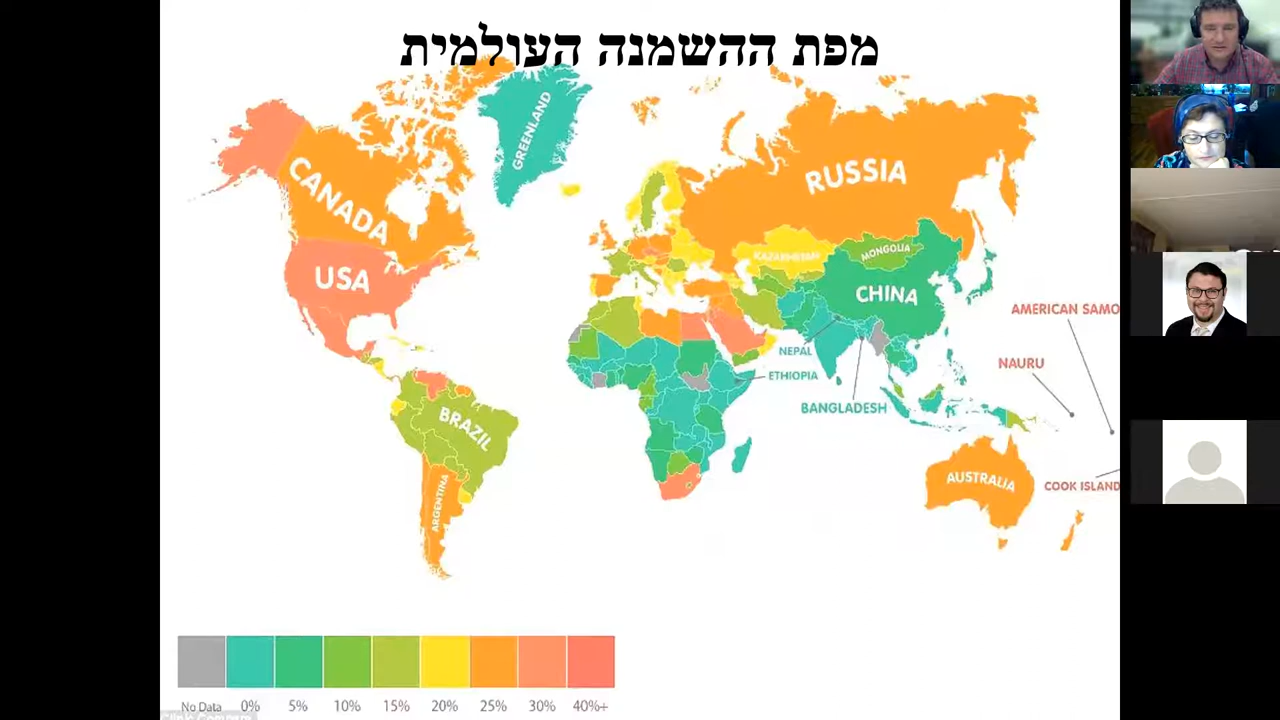 מפת ההשמנה העולמית
GREENLAND
CANADA
RUSSIA
USA
KAZAKHSTAN
MONGOLIA
CHINA
AMERICAN SAMO
NEPAL
NAURU
ETHIOPIA
BANGLADESH
BRAZIL
AUSTRALIA
COOK ISLAND
ARGENTINA
No Data 0% 5% 10% 15% 20% 25% 30% 40%+